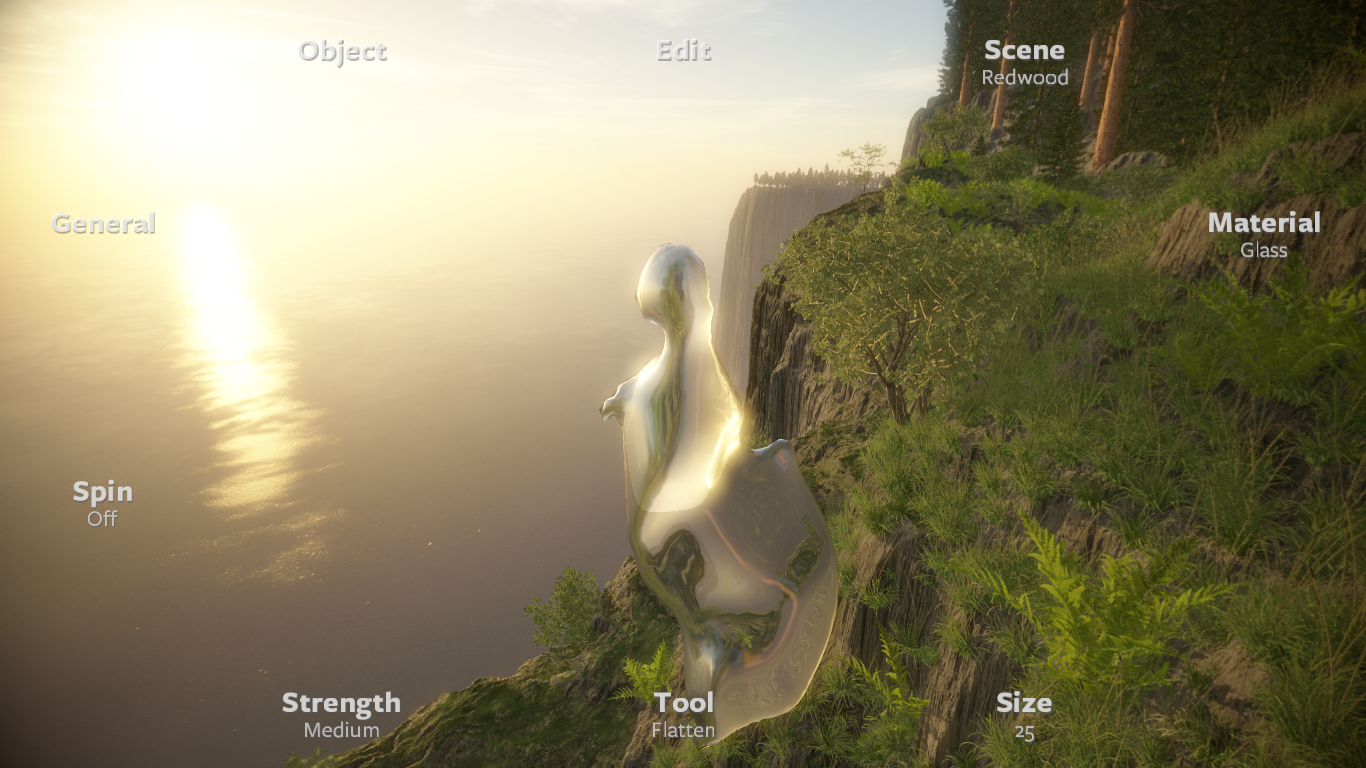 Object
Edit
Scene
Redwood
General
Material
Glass
Spin
Off
Strength
Medium
Tool
Flatten
Size
25